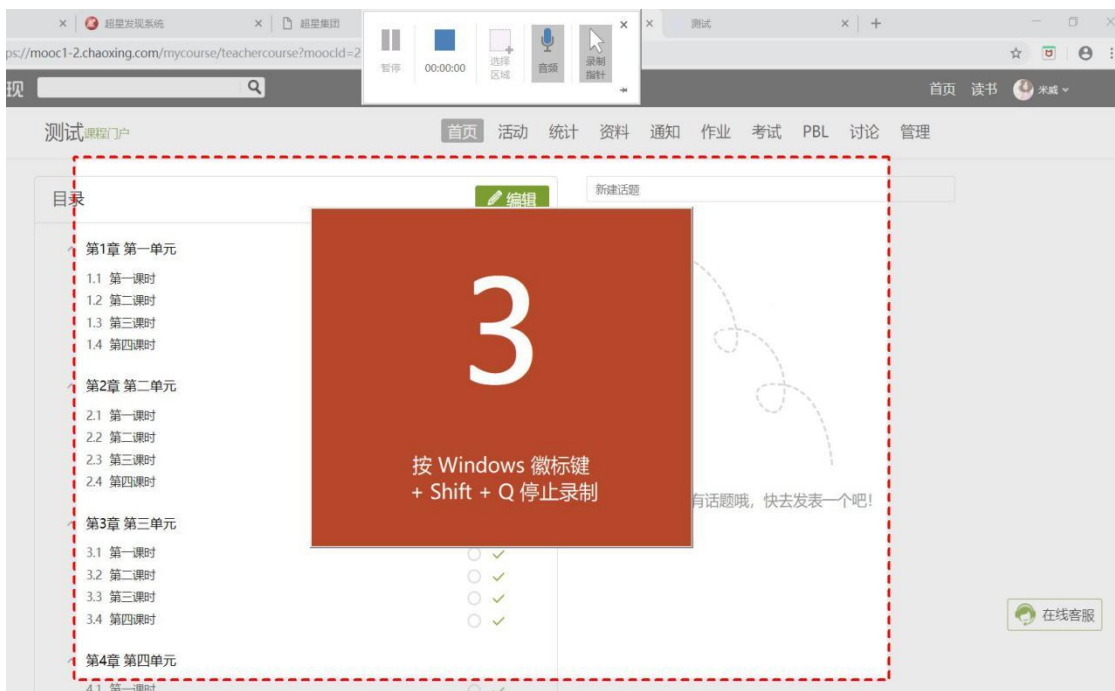 超星发现系统
超星集团
测试
ps://mooc1-2.chaoxing.com/mycourse/teachercourse?moocId=2
暂停
00:00:00
选择
区域
音频
录制
指针
现
首页 读书 米威
测试 课程门户
首页 活动 统计 资料 通知 作业 考试 PBL 讨论 管理
目录
编辑
新建话题
第1章 第一单元
1.1 第一课时
1.2 第二课时
1.3 第三课时
1.4 第四课时
第2章 第二单元
2.1 第一课时
2.2 第二课时
2.3 第三课时
2.4 第四课时
第3章 第三单元
3.1 第一课时
3.2 第二课时
3.3 第三课时
3.4 第四课时
第4章 第四单元
4.1 第一课时
3
按 Windows 徽标键
+ Shift + Q 停止录制
有话题哦，快去发表一个吧！
在线客服